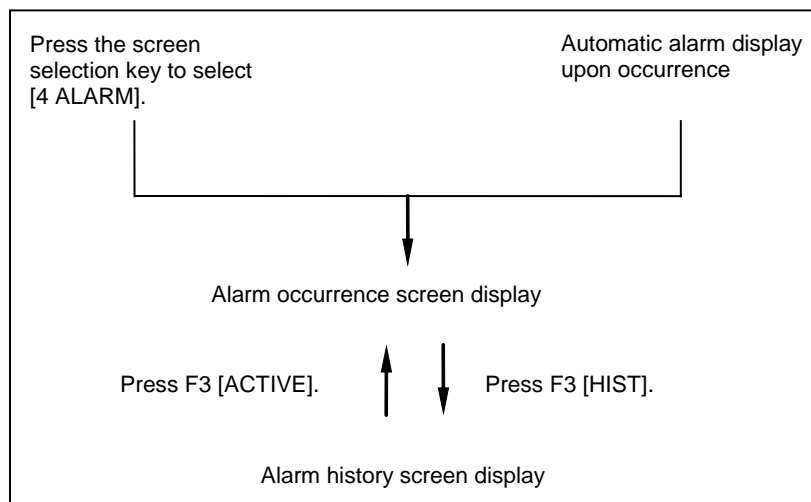 Press the screen
selection key to select
[4 ALARM].
Automatic alarm display
upon occurrence
Alarm occurrence screen display
Press F3 [ACTIVE].
Press F3 [HIST].
Alarm history screen display